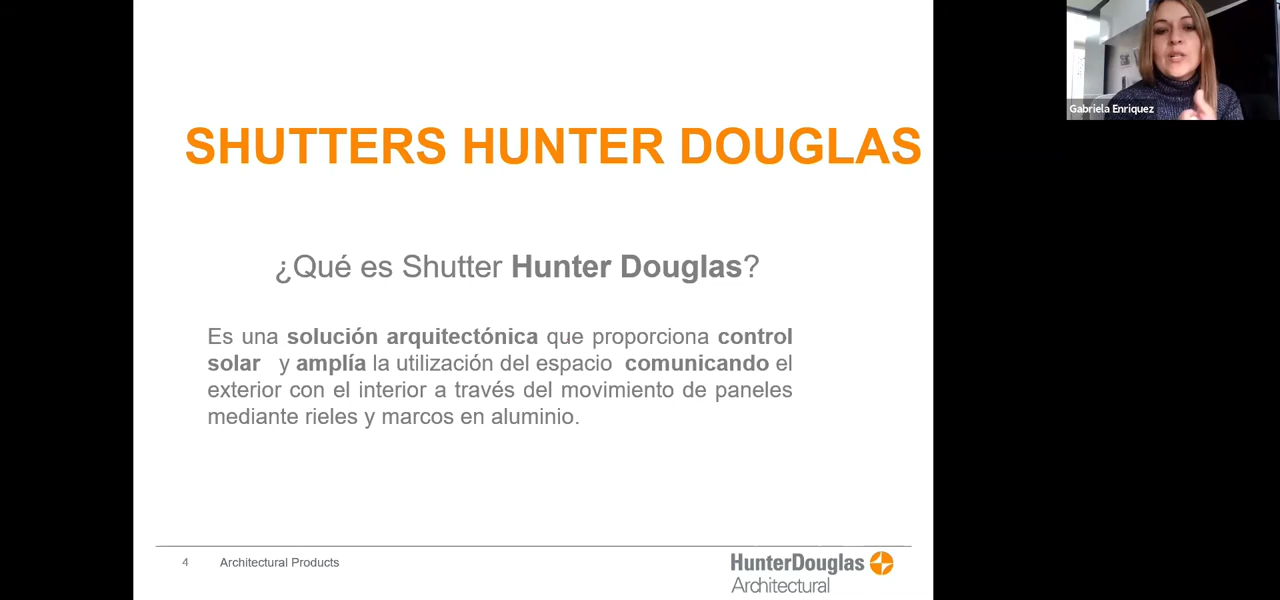 Gabriela Enriquez
SHUTTERS HUNTER DOUGLAS
¿Qué es Shutter Hunter Douglas?
Es una solución arquitectónica que proporciona control
solar y amplía la utilización del espacio comunicando el
exterior con el interior a través del movimiento de paneles
mediante rieles y marcos en aluminio.
4 Architectural Products
HunterDouglas
Architectural